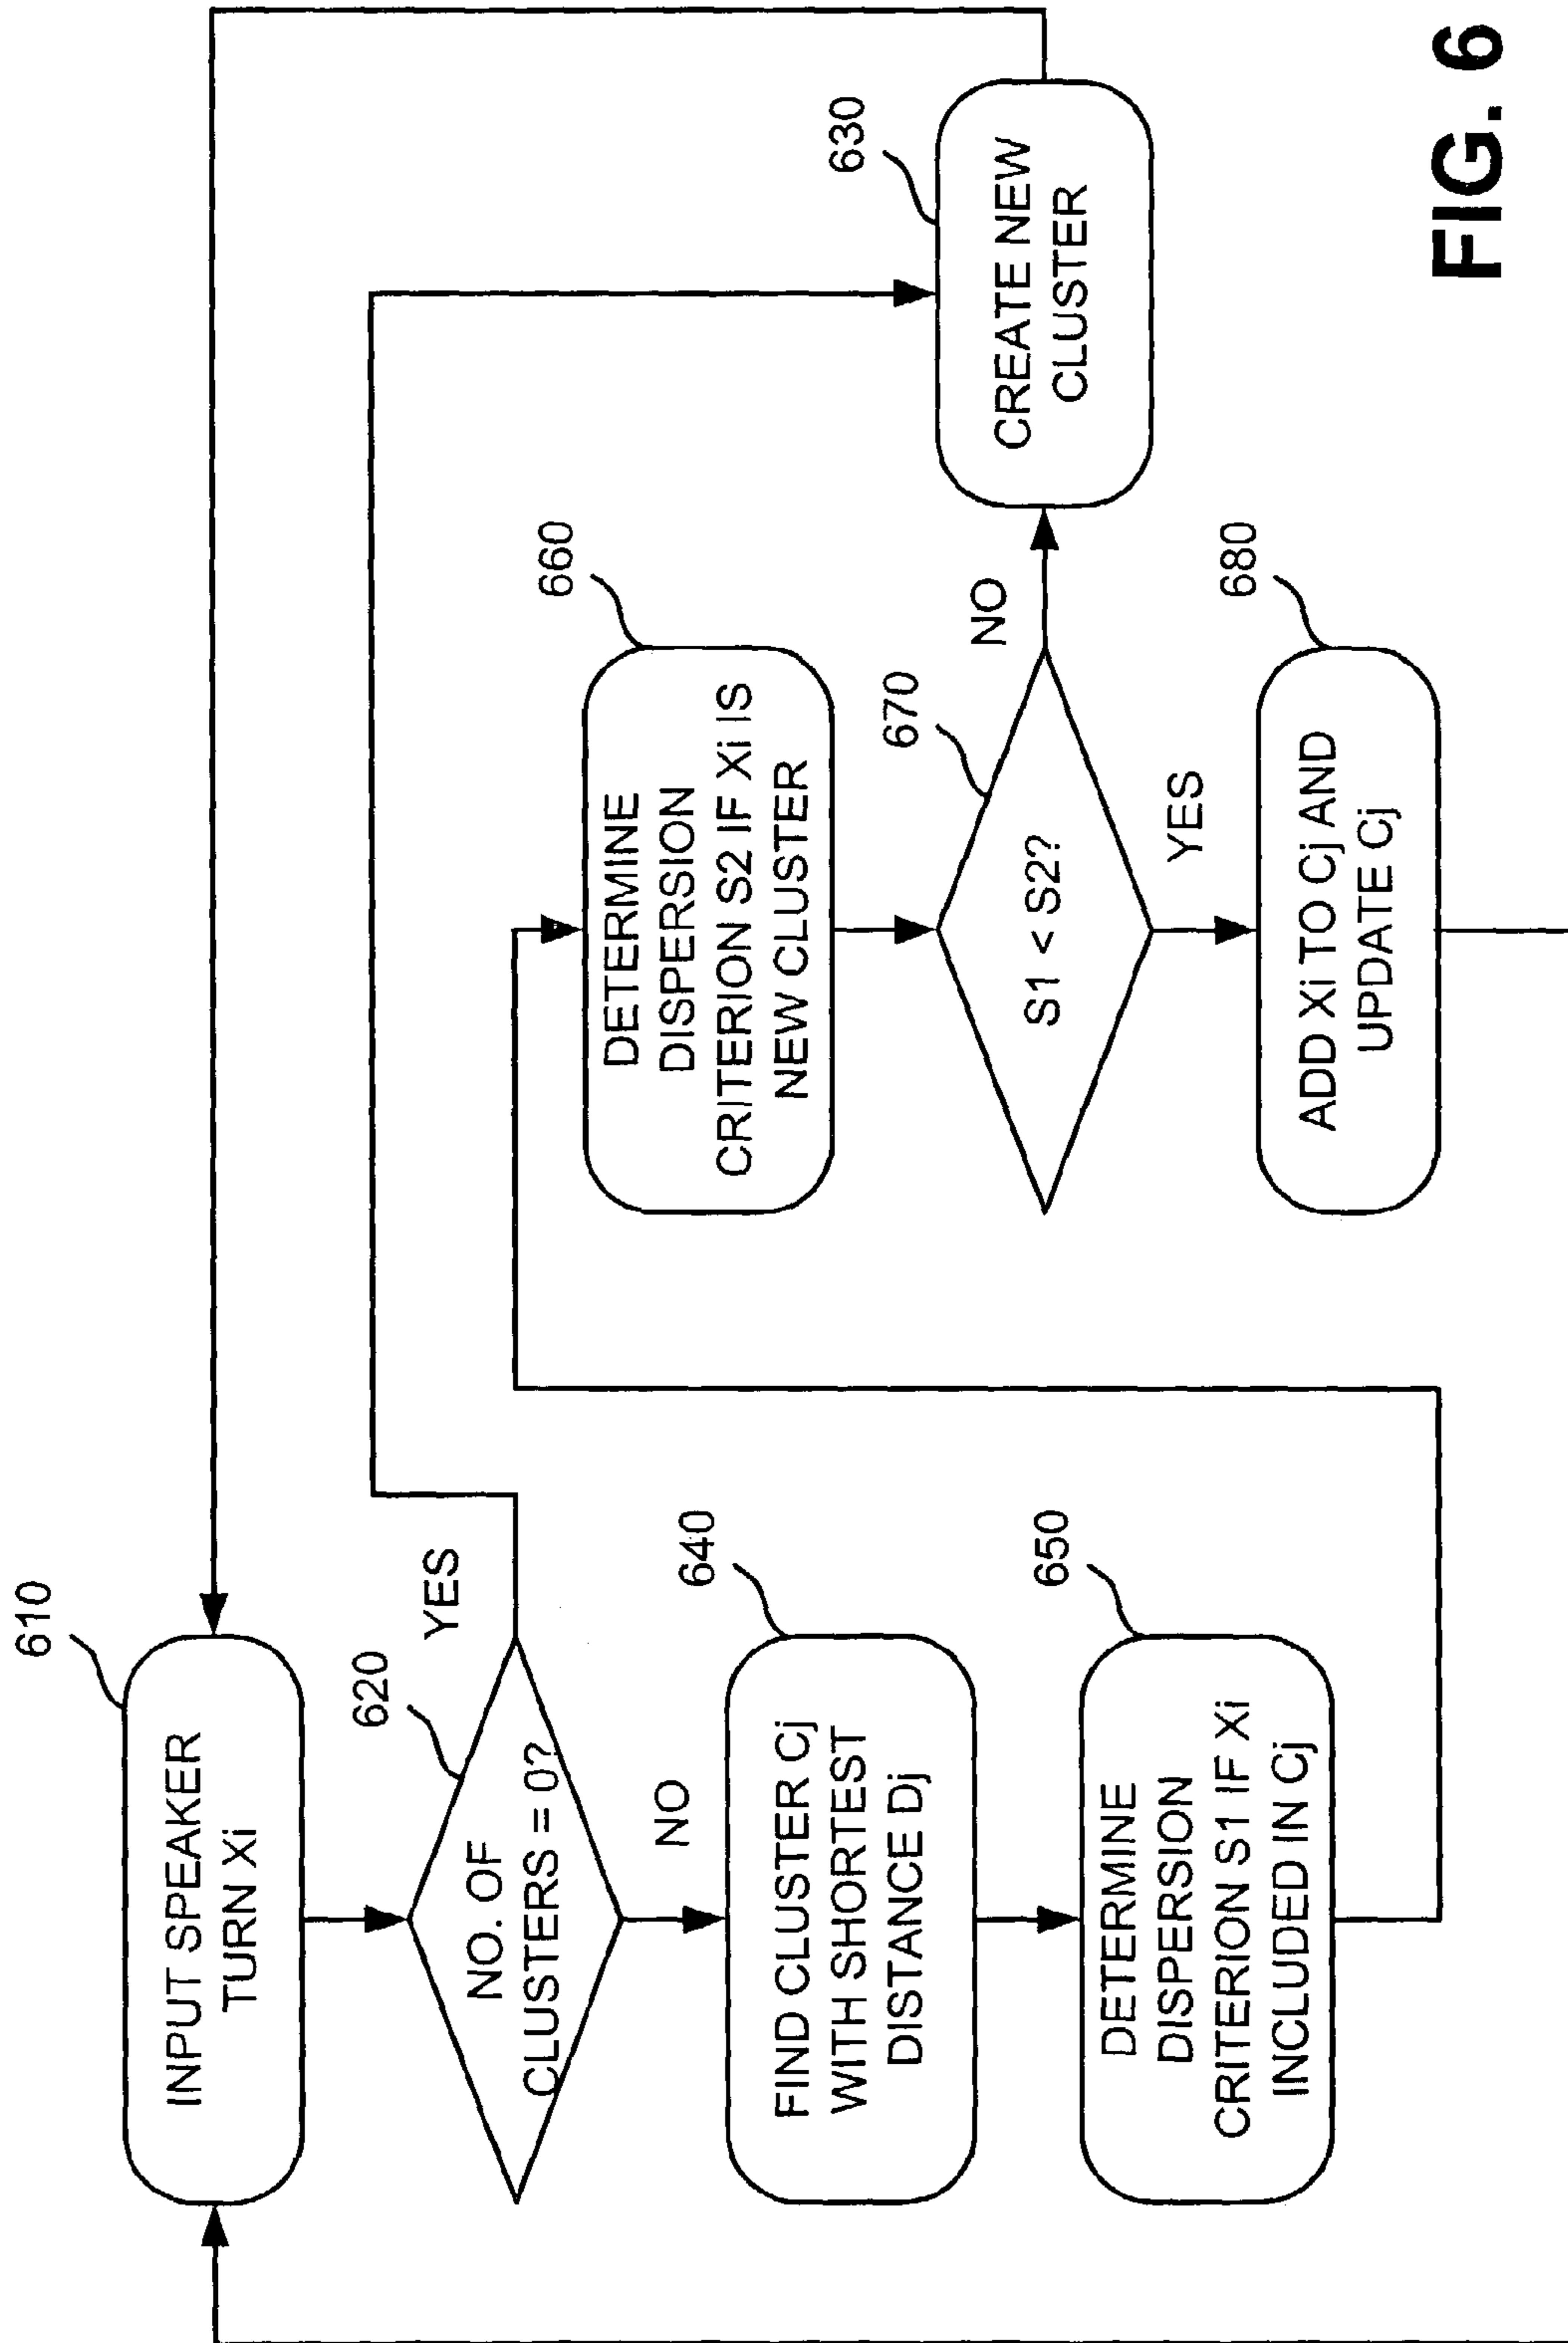 610
INPUT SPEAKER
TURN Xi
620
NO. OF
CLUSTERS = 0?
YES
NO
640
FIND CLUSTER Cj
WITH SHORTEST
DISTANCE Dj
650
DETERMINE
DISPERSION
CRITERION S1 IF Xi
INCLUDED IN Cj
660
DETERMINE
DISPERSION
CRITERION S2 IF Xi IS
NEW CLUSTER
670
S1 < S2?
NO
YES
680
ADD Xi TO Cj AND
UPDATE Cj
630
CREATE NEW
CLUSTER
FIG. 6